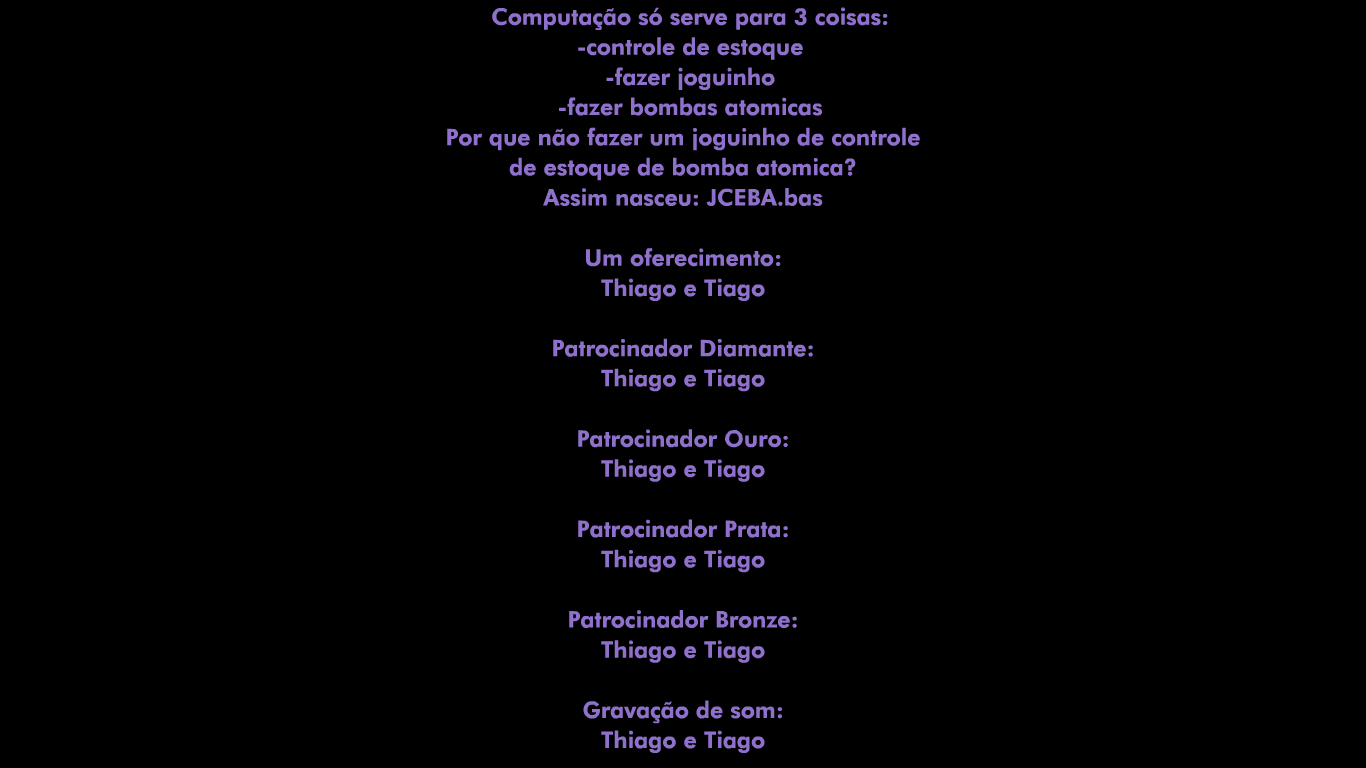 Computação só serve para 3 coisas:
-controle de estoque
-fazer joguinho
-fazer bombas atomicas
Por que não fazer um joguinho de controle
de estoque de bomba atomica?
Assim nasceu: JCEBA.bas
Um oferecimento:
Thiago e Tiago
Patrocinador Diamante:
Thiago e Tiago
Patrocinador Ouro:
Thiago e Tiago
Patrocinador Prata:
Thiago e Tiago
Patrocinador Bronze:
Thiago e Tiago
Gravação de som:
Thiago e Tiago